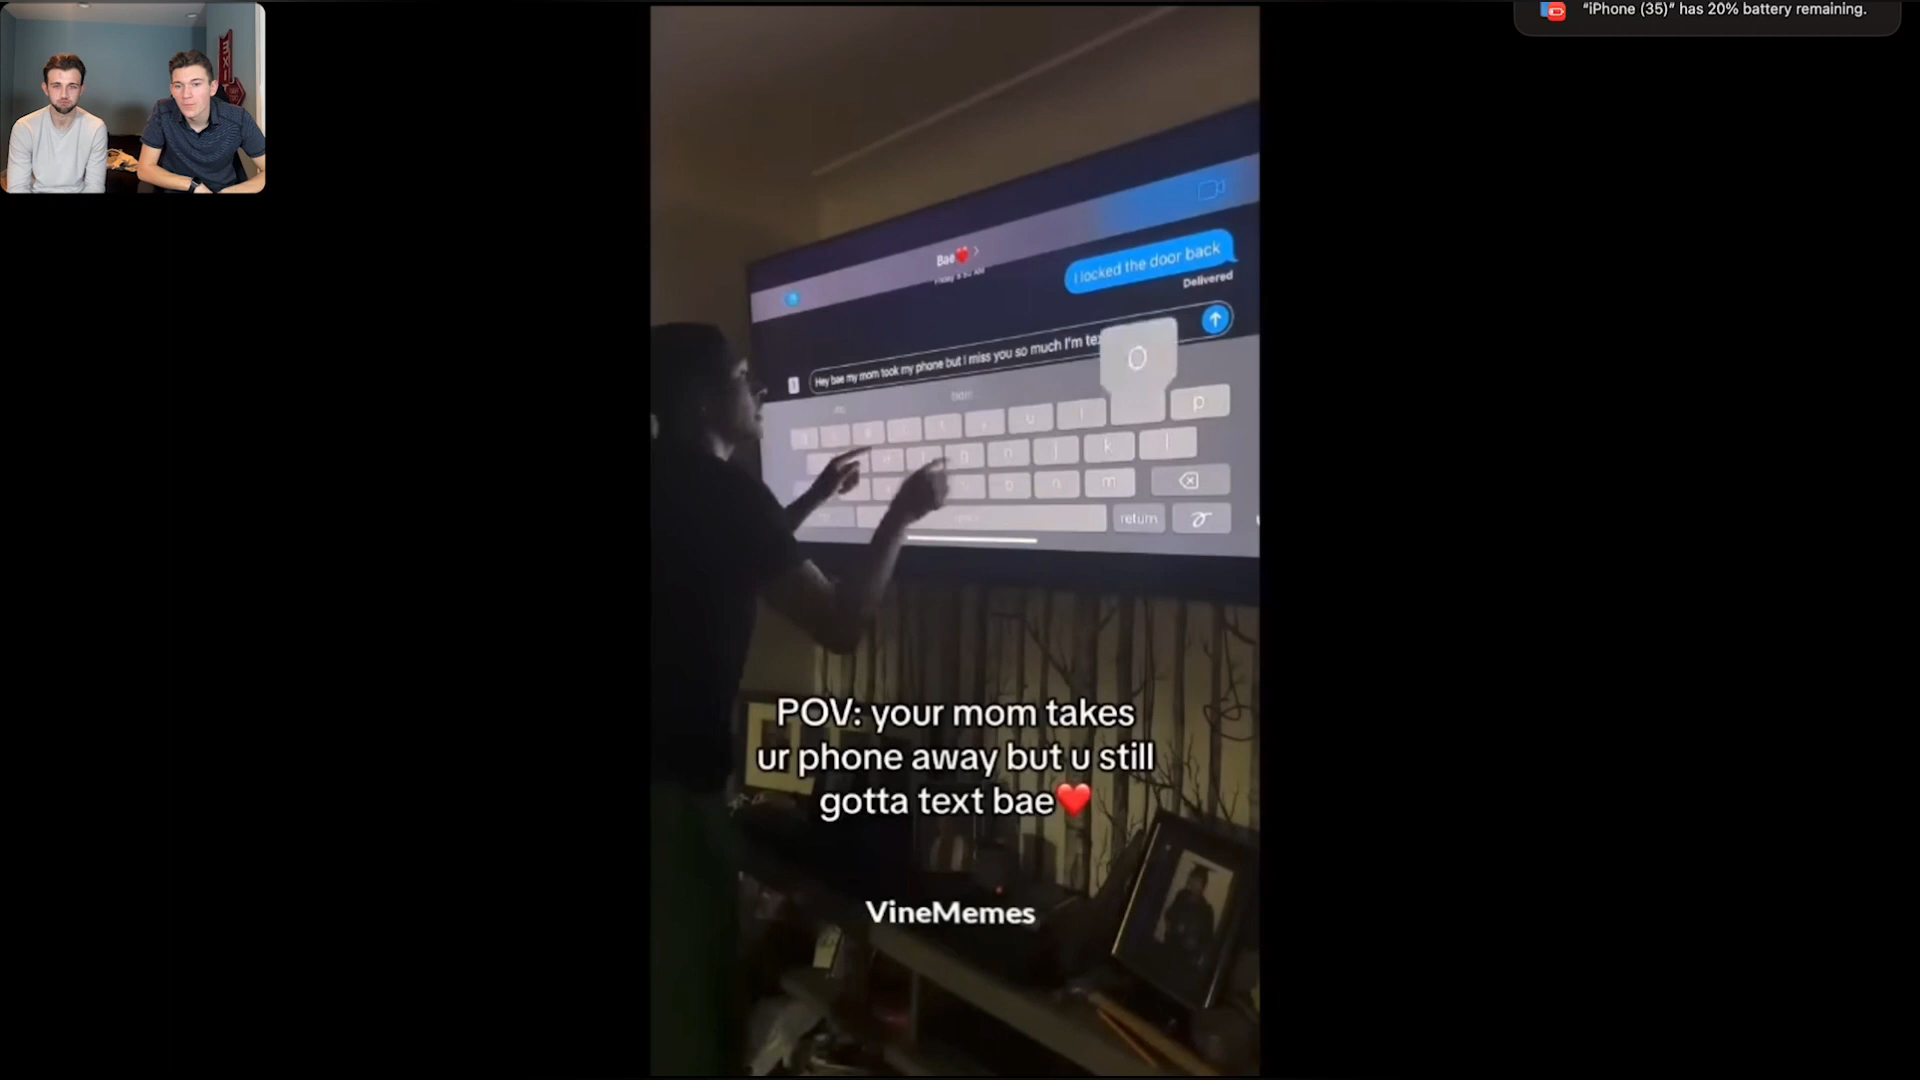 "iPhone (35)" has 20% battery remaining.
EXIT
Bae❤️ >
I locked the door back
Delivered
Hey bae my mom took my phone but I miss you so much I'm te
O
u i p
j k l
m
return
POV: your mom takes
ur phone away but u still
gotta text bae❤️
VineMemes